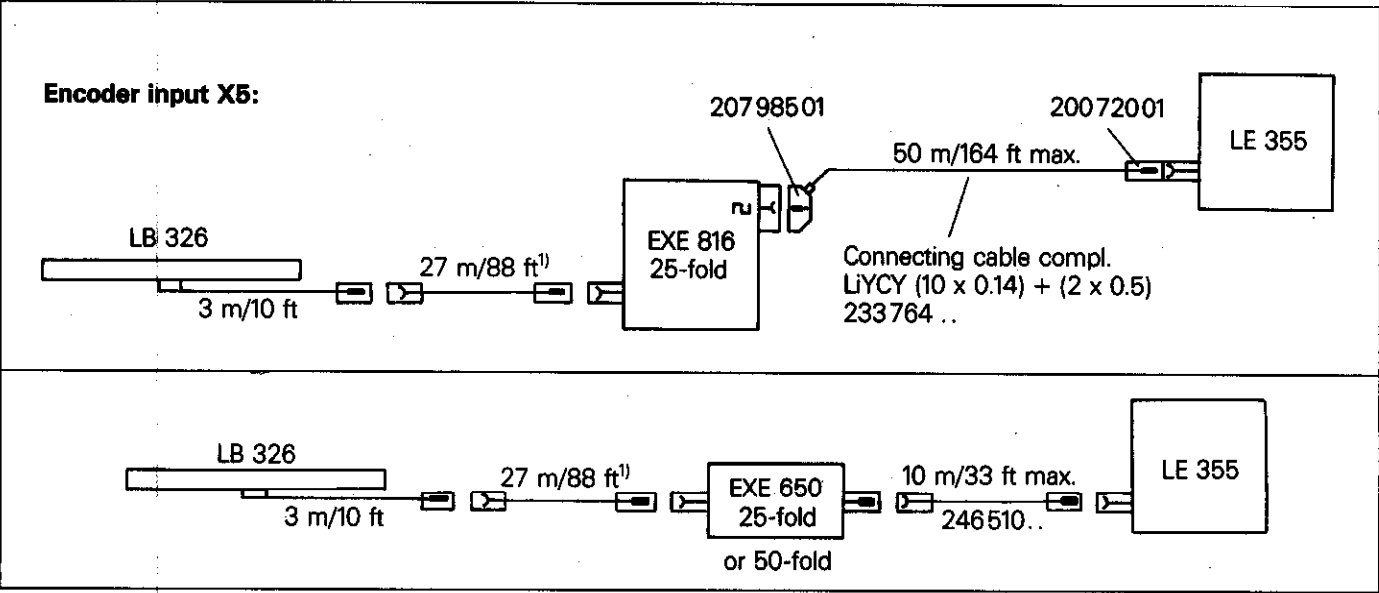 Encoder input X5:
20798501
20072001
LE 355
50 m/164 ft max.
LB 326
27 m/88 ft¹⁾
EXE 816
25-fold
3 m/10 ft
Connecting cable compl.
LiYCY (10 x 0.14) + (2 x 0.5)
233764 ..
LB 326
27 m/88 ft¹⁾
EXE 650
25-fold
or 50-fold
10 m/33 ft max.
246510..
LE 355
3 m/10 ft